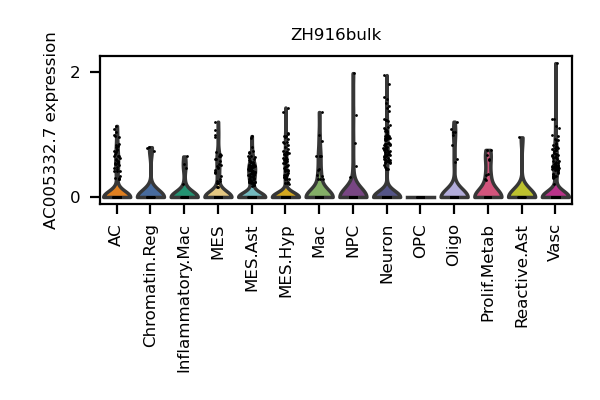 ZH916bulk
AC005332.7 expression
2
0
AC
Chromatin.Reg
Inflammatory.Mac
MES
MES.Ast
MES.Hyp
Mac
NPC
Neuron
OPC
Oligo
Prolif.Metab
Reactive.Ast
Vasc